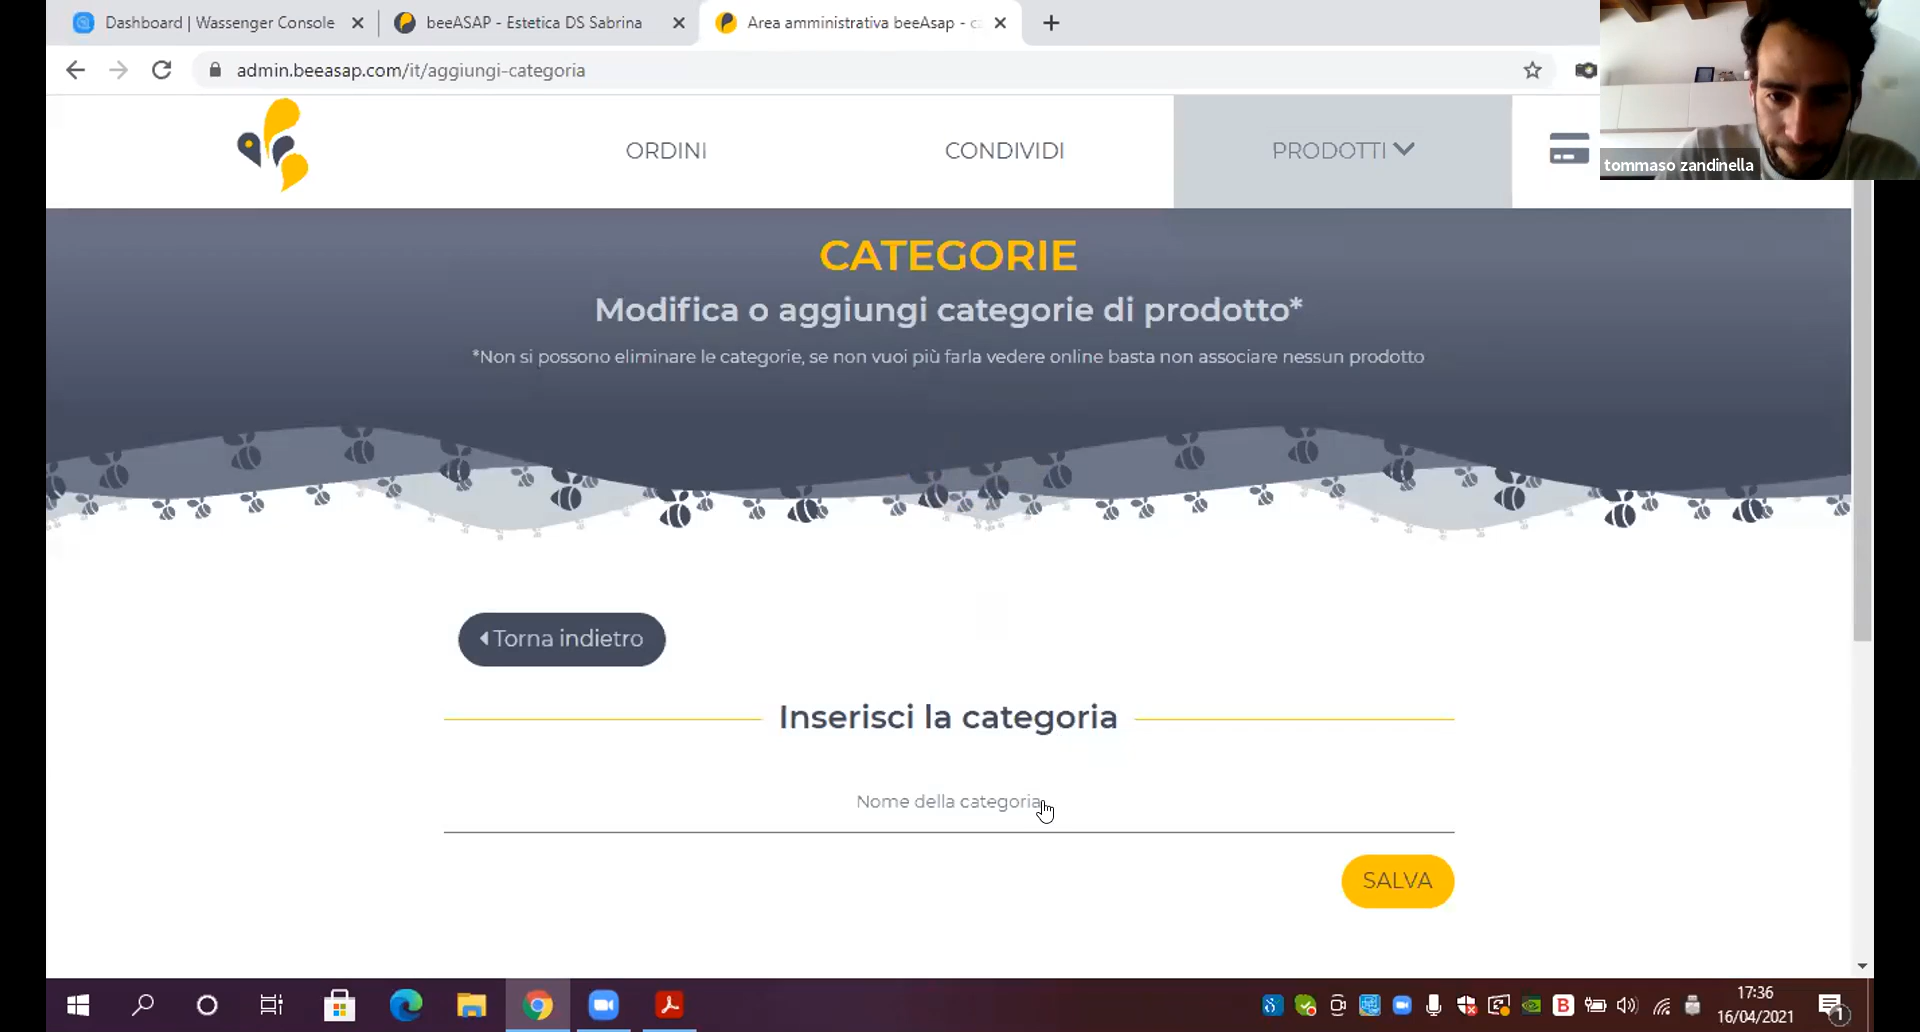 Dashboard | Wassenger Console
beeASAP - Estetica DS Sabrina
Area amministrativa beeAsap - c
admin.beeasap.com/it/aggiungi-categoria
ORDINI
CONDIVIDI
PRODOTTI
tommaso zandinella
CATEGORIE
Modifica o aggiungi categorie di prodotto*
*Non si possono eliminare le categorie, se non vuoi più farla vedere online basta non associare nessun prodotto
Torna indietro
Inserisci la categoria
Nome della categoria
SALVA
17:36
16/04/2021
1